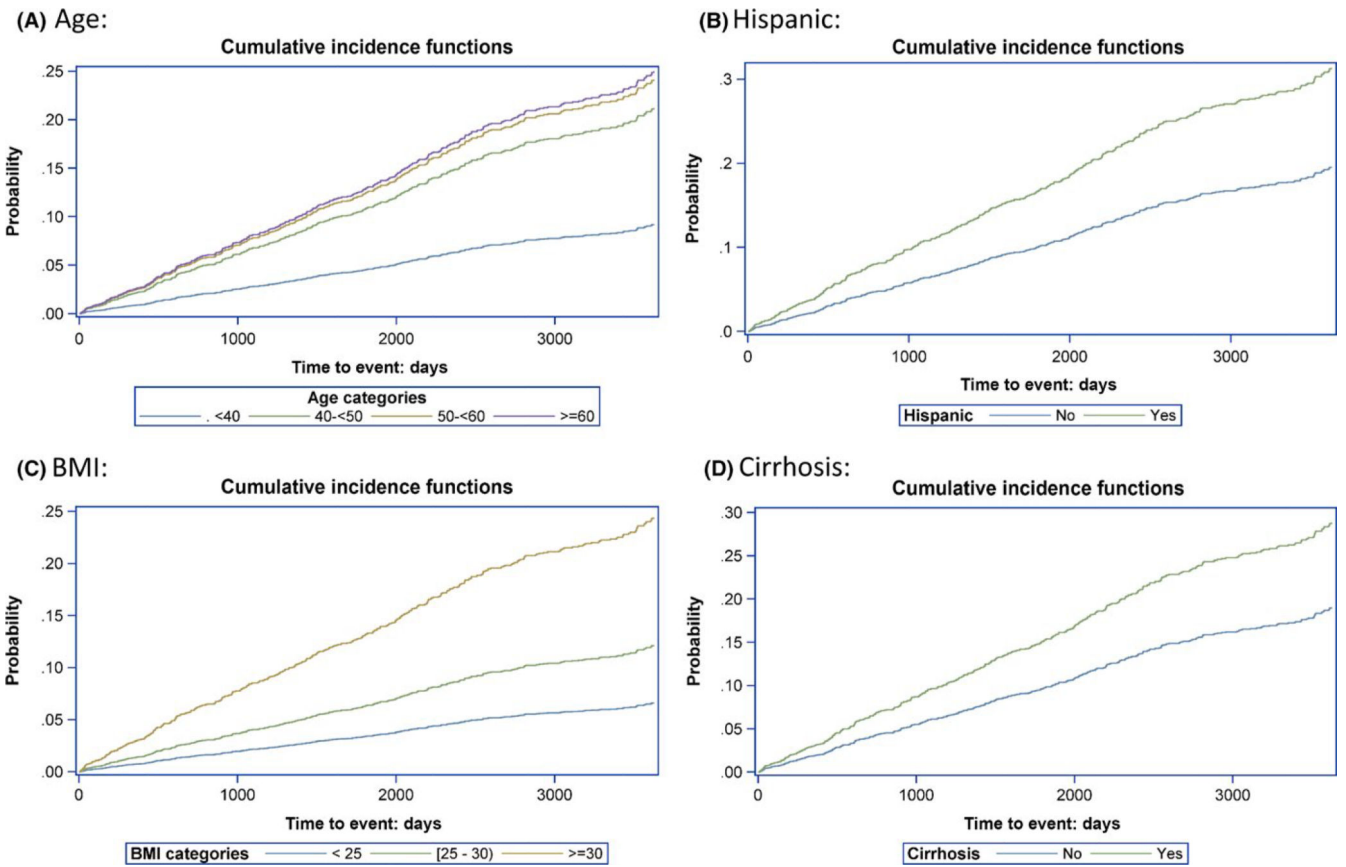 (A) Age:
Cumulative incidence functions
.25
.20
.15
.10
.05
.00
Probability
0 1000 2000 3000
Time to event: days
Age categories
. <40 40-<50 50-<60 >=60
(B) Hispanic:
Cumulative incidence functions
.3
.2
.1
.0
Probability
0 1000 2000 3000
Time to event: days
Hispanic No Yes
(C) BMI:
Cumulative incidence functions
.25
.20
.15
.10
.05
.00
Probability
0 1000 2000 3000
Time to event: days
BMI categories < 25 [25 - 30) >=30
(D) Cirrhosis:
Cumulative incidence functions
.30
.25
.20
.15
.10
.05
.00
Probability
0 1000 2000 3000
Time to event: days
Cirrhosis No Yes